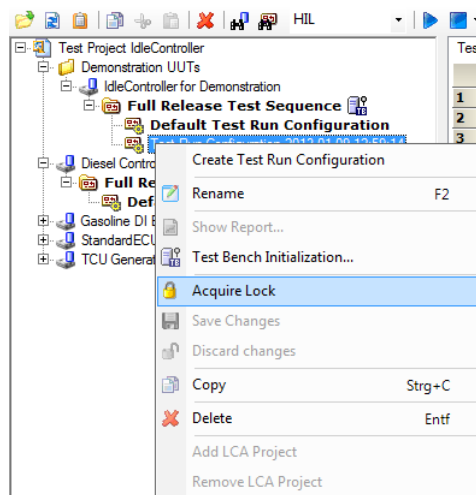 HIL
Test Project IdleController
Tes
Demonstration UUTs
IdleController for Demonstration
Full Release Test Sequence
1
Default Test Run Configuration
2
Test Run Configuration
3
Create Test Run Configuration
Diesel Contro
Full Re
Rename F2
Def
Gasoline DI E
Show Report...
StandardECU
TCU Generat
Test Bench Initialization...
Acquire Lock
Save Changes
Discard changes
Copy Strg+C
Delete Entf
Add LCA Project
Remove LCA Project